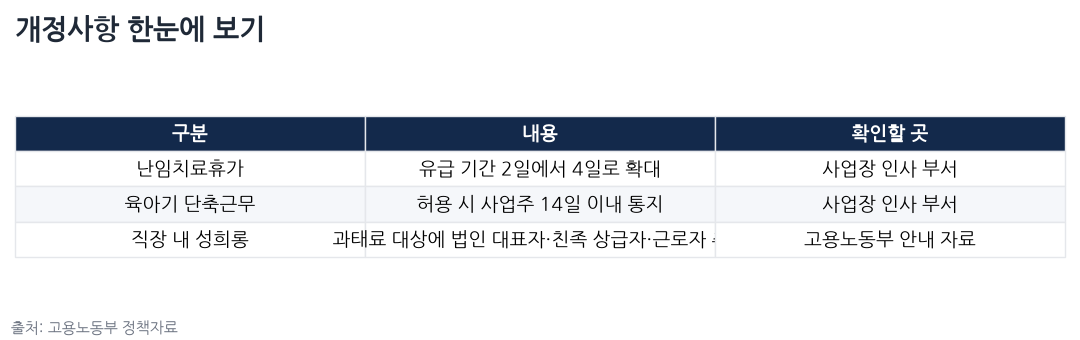 개정사항 한눈에 보기
구분 내용 확인할 곳
난임치료휴가 유급 기간 2일에서 4일로 확대 사업장 인사 부서
육아기 단축근무 허용 시 사업주 14일 이내 통지 사업장 인사 부서
직장 내 성희롱 과태료 대상에 법인 대표자·친족 상급자·근로자 고용노동부 안내 자료
출처: 고용노동부 정책자료